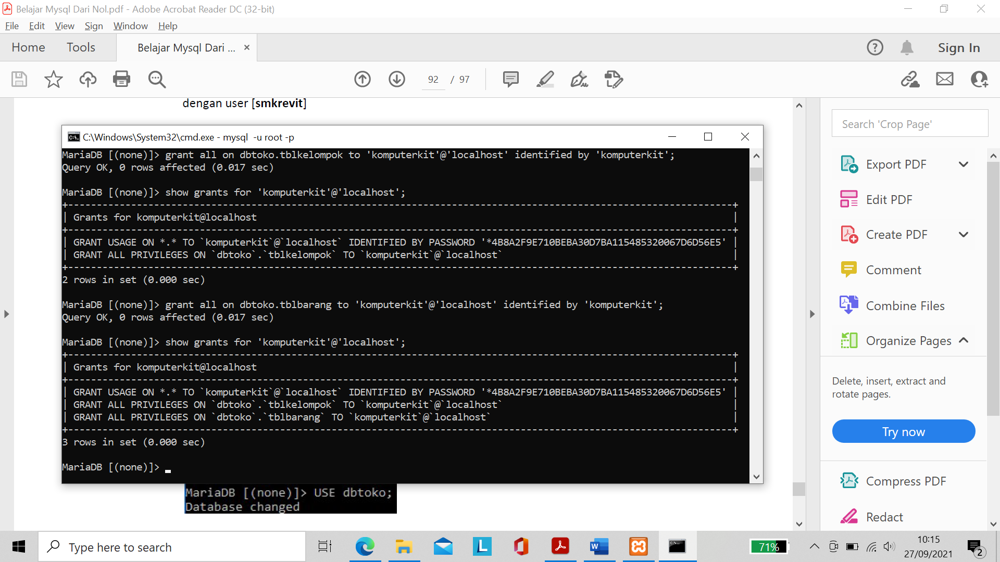 Belajar Mysql Dari Nol.pdf - Adobe Acrobat Reader DC (32-bit)
File Edit View Sign Window Help
Home Tools Belajar Mysql Dari ... × Sign In
92 / 97
dengan user [smkrevit]
Search 'Crop Page'
C:\Windows\System32\cmd.exe - mysql  -u root -p
MariaDB [(none)]> grant all on dbtoko.tblkelompok to 'komputerkit'@'localhost' identified by 'komputerkit';
Query OK, 0 rows affected (0.017 sec)
MariaDB [(none)]> show grants for 'komputerkit'@'localhost';
| Grants for komputerkit@localhost |
| GRANT USAGE ON *.* TO `komputerkit`@`localhost` IDENTIFIED BY PASSWORD '*4B8A2F9E710BEBA30D7BA115485320067D6D56E5' |
| GRANT ALL PRIVILEGES ON `dbtoko`.`tblkelompok` TO `komputerkit`@`localhost` |
2 rows in set (0.000 sec)
MariaDB [(none)]> grant all on dbtoko.tblbarang to 'komputerkit'@'localhost' identified by 'komputerkit';
Query OK, 0 rows affected (0.017 sec)
MariaDB [(none)]> show grants for 'komputerkit'@'localhost';
| Grants for komputerkit@localhost |
| GRANT USAGE ON *.* TO `komputerkit`@`localhost` IDENTIFIED BY PASSWORD '*4B8A2F9E710BEBA30D7BA115485320067D6D56E5' |
| GRANT ALL PRIVILEGES ON `dbtoko`.`tblkelompok` TO `komputerkit`@`localhost` |
| GRANT ALL PRIVILEGES ON `dbtoko`.`tblbarang` TO `komputerkit`@`localhost` |
3 rows in set (0.000 sec)
MariaDB [(none)]>
MariaDB [(none)]> USE dbtoko;
Database changed
Export PDF
Edit PDF
Create PDF
Comment
Combine Files
Organize Pages
Delete, insert, extract and
rotate pages.
Try now
Compress PDF
Redact
Type here to search
71%
10:15
27/09/2021
2